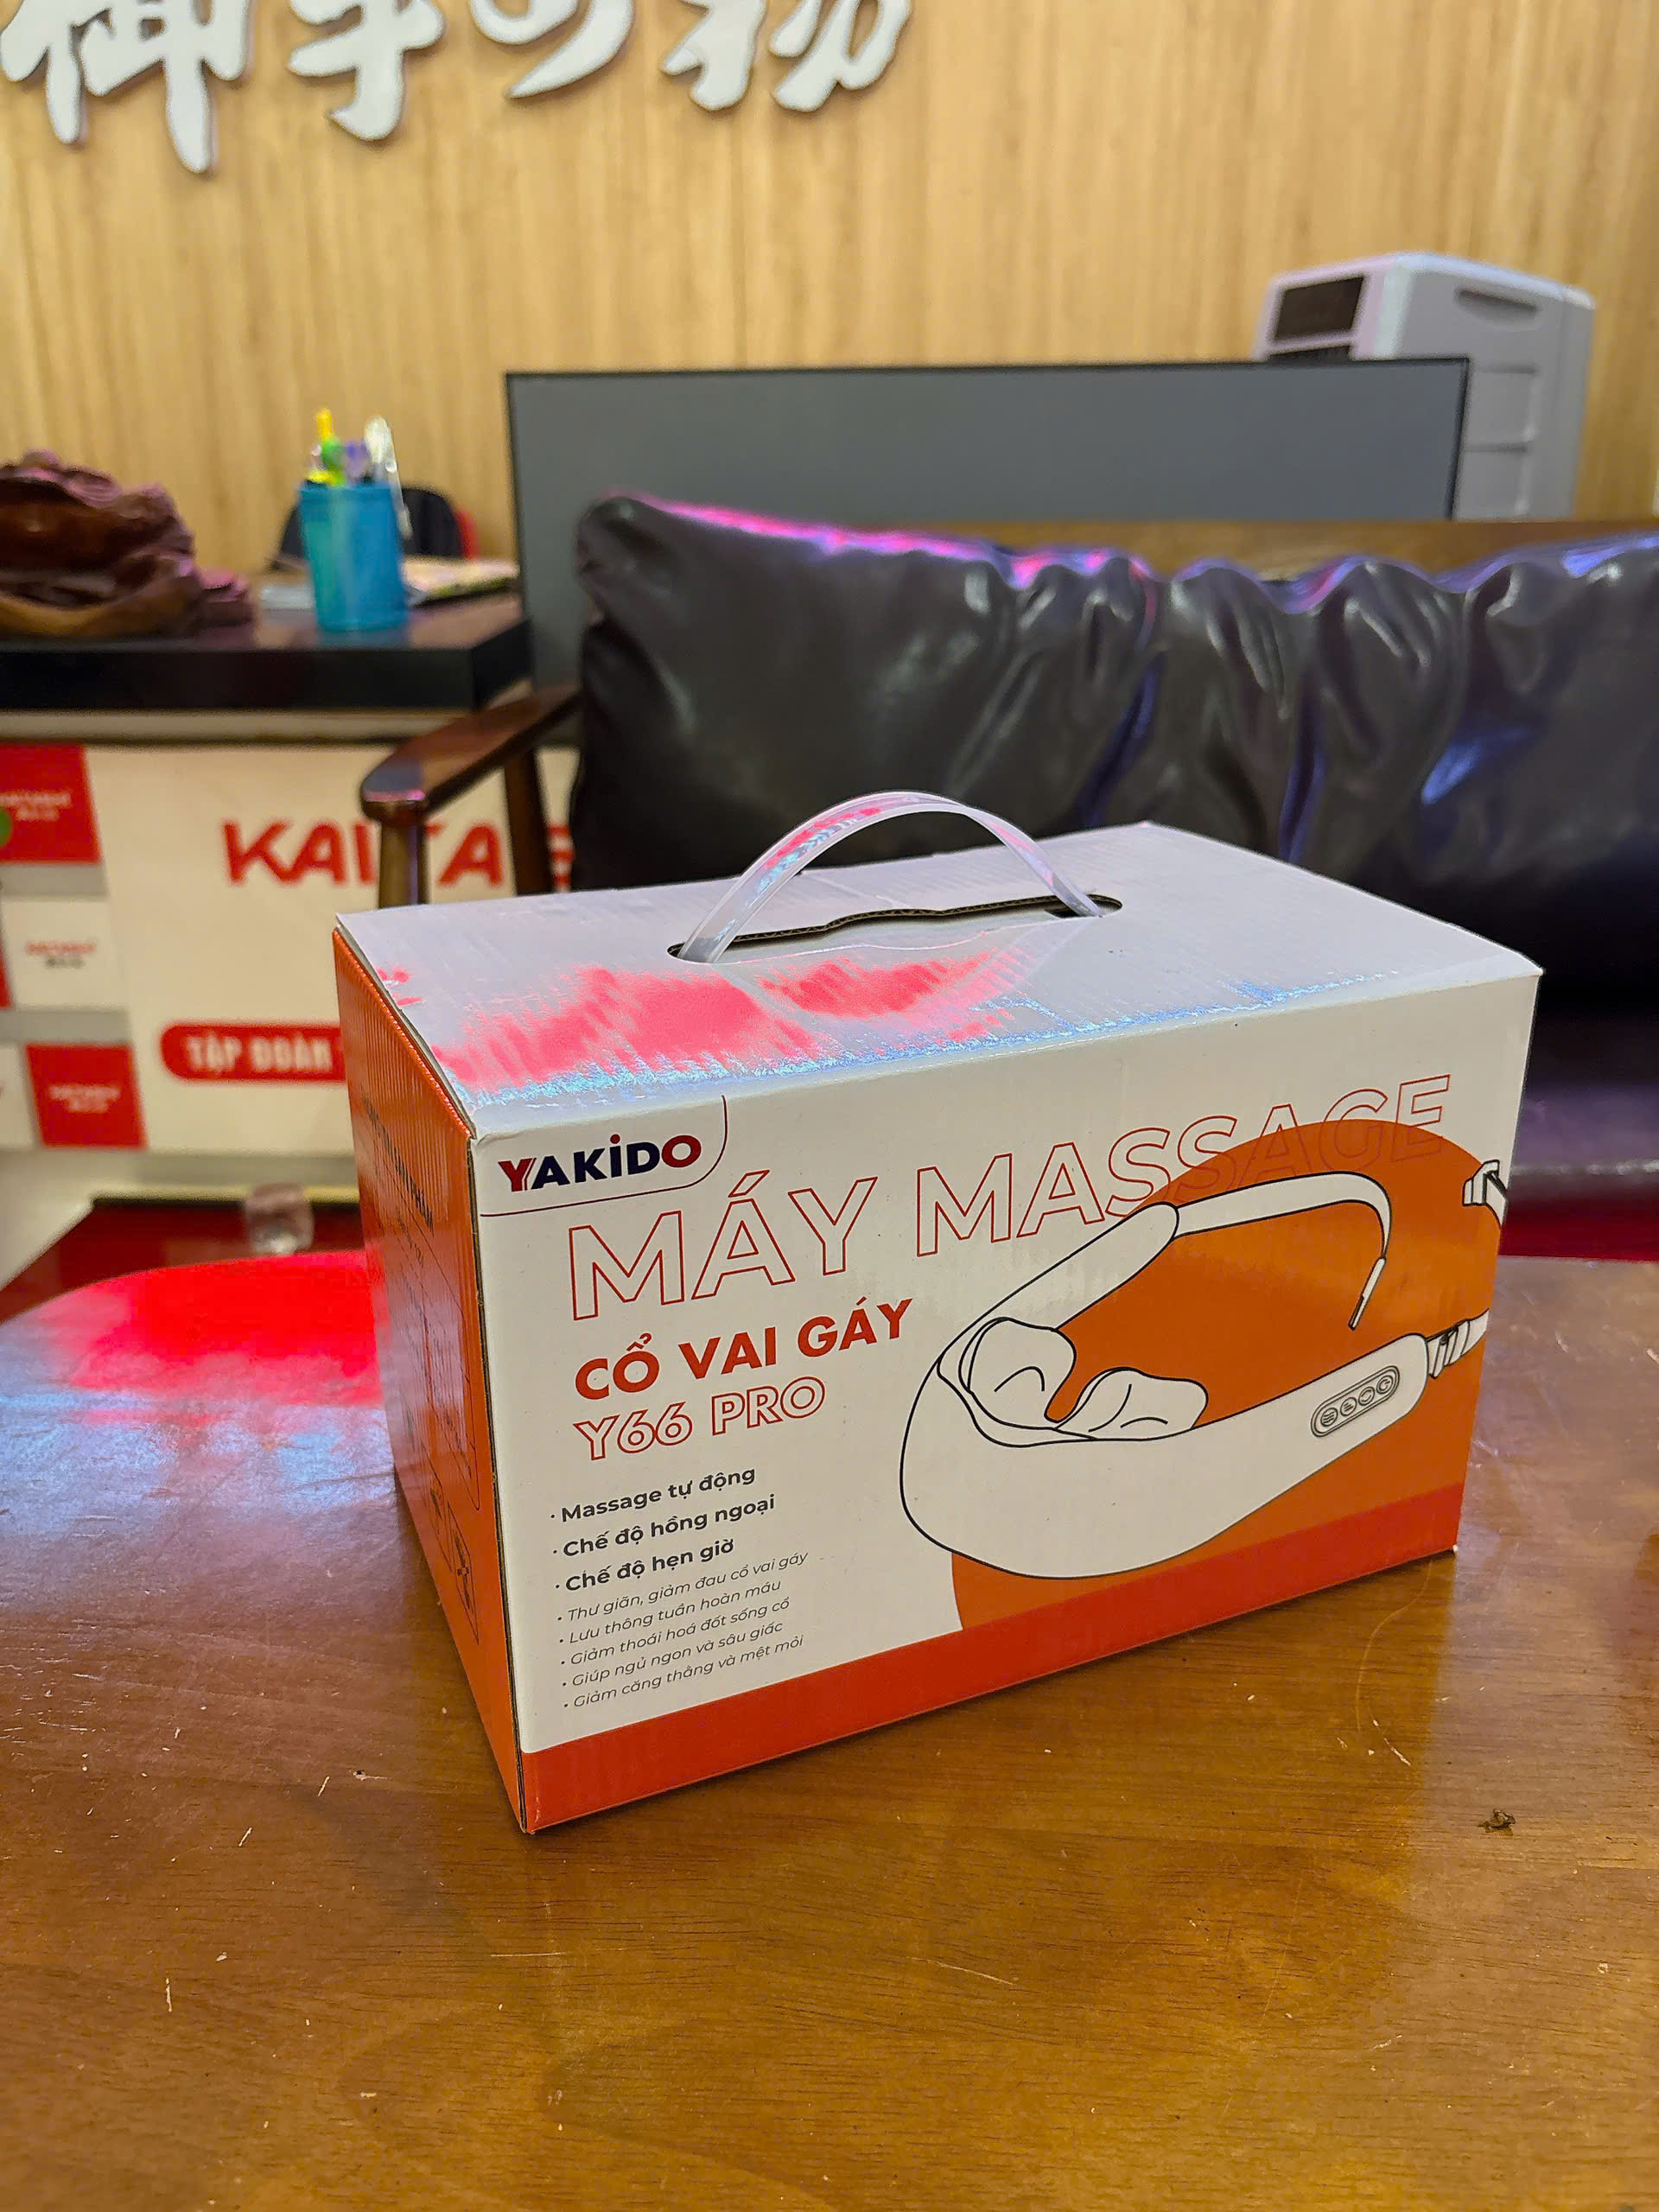 KAITA
TẬP ĐOÀN
YAKIDO
MÁY MASSAGE
CỔ VAI GÁY
Y66 PRO
· Massage tự động
· Chế độ hồng ngoại
· Chế độ hẹn giờ
• Thư giãn, giảm đau cổ vai gáy
• Lưu thông tuần hoàn máu
• Giảm thoái hoá đốt sống cổ
• Giúp ngủ ngon và sâu giấc
• Giảm căng thẳng và mệt mỏi